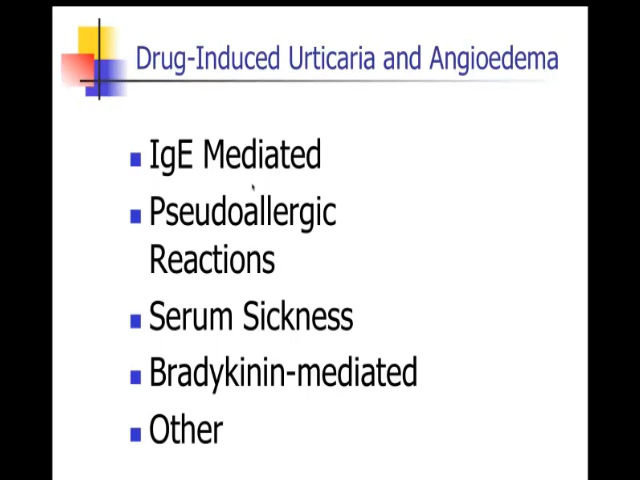 Drug-Induced Urticaria and Angioedema
IgE Mediated
Pseudoallergic
Reactions
Serum Sickness
Bradykinin-mediated
Other